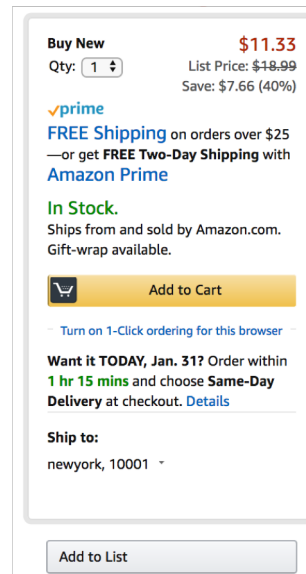 Buy New $11.33
Qty: 1 List Price: $18.99
Save: $7.66 (40%)
prime
FREE Shipping on orders over $25
—or get FREE Two-Day Shipping with
Amazon Prime
In Stock.
Ships from and sold by Amazon.com.
Gift-wrap available.
Add to Cart
Turn on 1-Click ordering for this browser
Want it TODAY, Jan. 31? Order within
1 hr 15 mins and choose Same-Day
Delivery at checkout. Details
Ship to:
newyork, 10001
Add to List